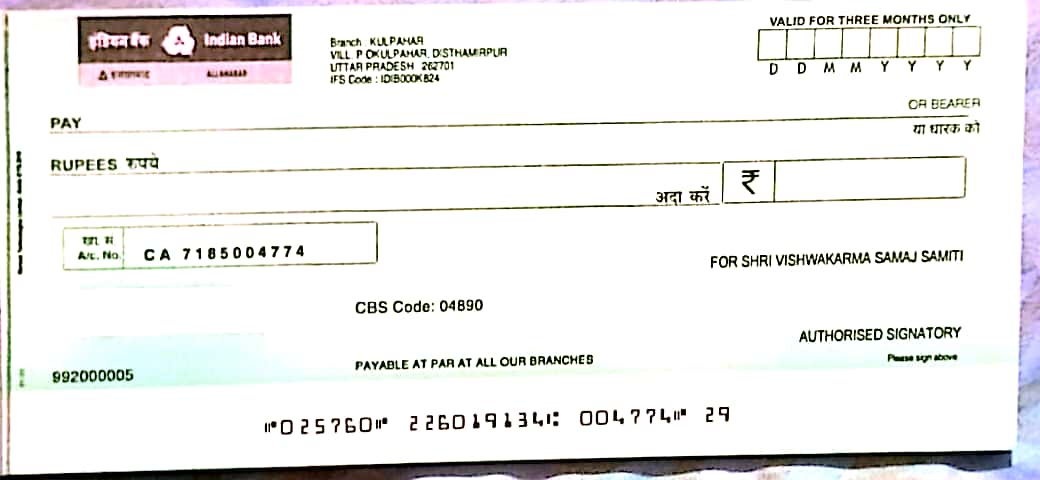 इंडियन बैंक Indian Bank
इलाहाबाद ALLAHABAD
Branch KULPAHAR
VILL P OKULPAHAR, DISTHAMIRPUR
UTTAR PRADESH 262701
IFS Code : IDIB000K824
VALID FOR THREE MONTHS ONLY
D D M M Y Y Y Y
PAY
OR BEARER
या धारक को
RUPEES रुपये
अदा करें ₹
खा. सं
A/c. No. CA 7185004774
FOR SHRI VISHWAKARMA SAMAJ SAMITI
CBS Code: 04890
AUTHORISED SIGNATORY
Please sign above
PAYABLE AT PAR AT ALL OUR BRANCHES
992000005
⑈025760⑈ 226019134⑆ 004774⑈ 29